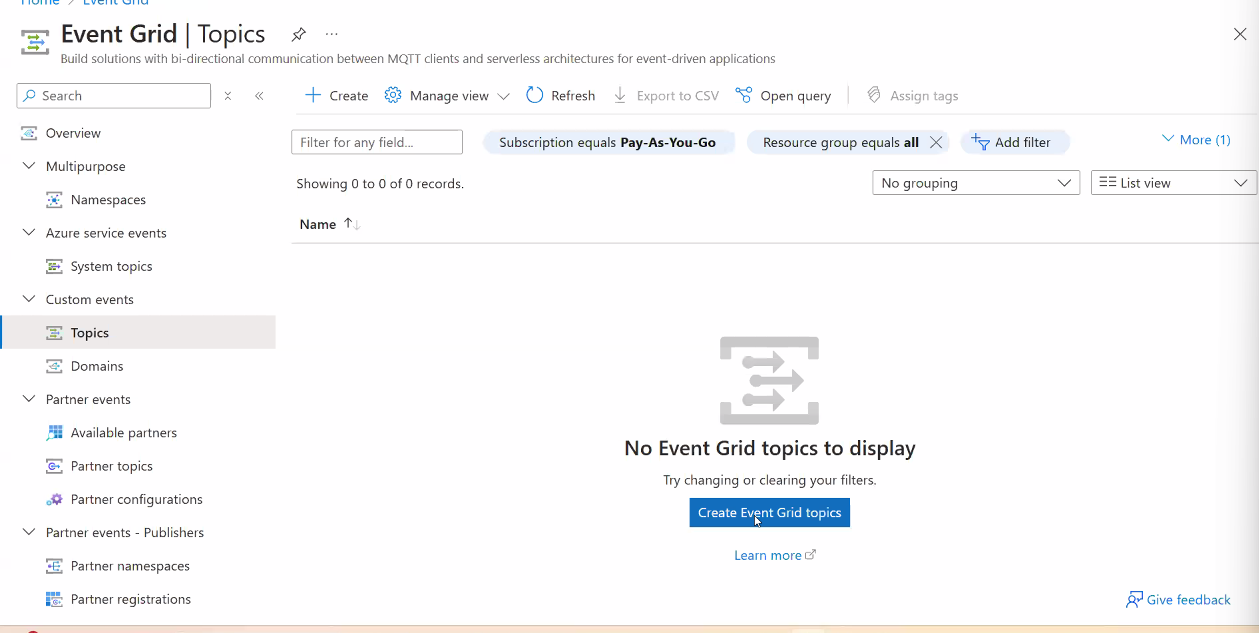 Home > Event Grid
Event Grid | Topics
Build solutions with bi-directional communication between MQTT clients and serverless architectures for event-driven applications
Search
Create
Manage view
Refresh
Export to CSV
Open query
Assign tags
Overview
Multipurpose
Namespaces
Azure service events
System topics
Custom events
Topics
Domains
Partner events
Available partners
Partner topics
Partner configurations
Partner events - Publishers
Partner namespaces
Partner registrations
Filter for any field...
Subscription equals Pay-As-You-Go
Resource group equals all
Add filter
More (1)
Showing 0 to 0 of 0 records.
No grouping
List view
Name
No Event Grid topics to display
Try changing or clearing your filters.
Create Event Grid topics
Learn more
Give feedback